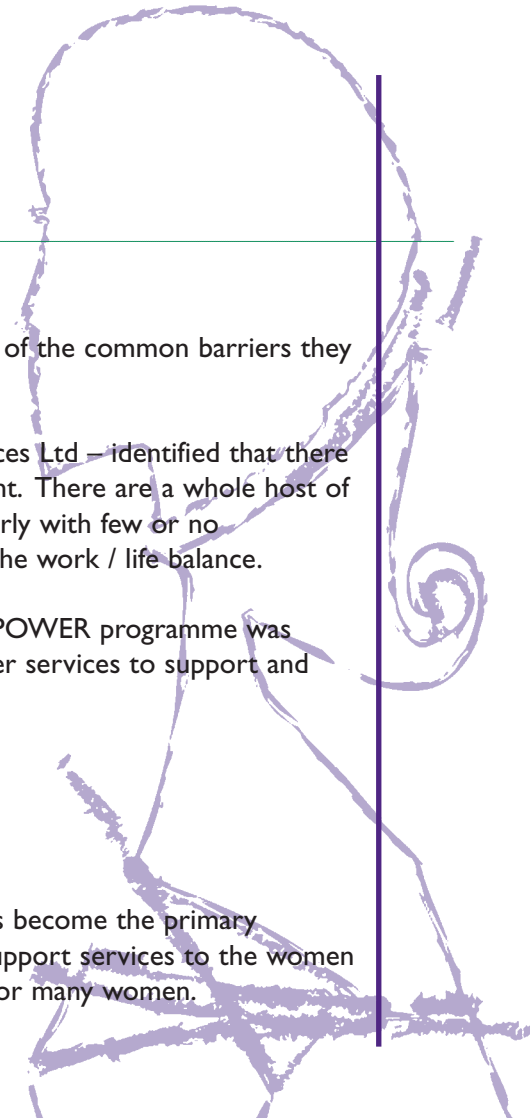 of the common barriers they
ces Ltd – identified that there
nt. There are a whole host of
rly with few or no
he work / life balance.
POWER programme was
er services to support and
s become the primary
upport services to the women
or many women.